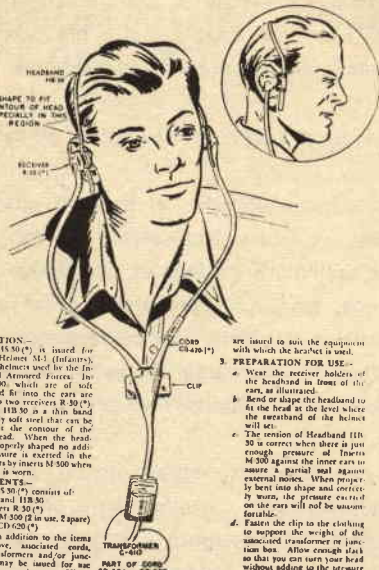 HEADBAND
HB 30
SHAPE TO FIT
CONTOUR OF HEAD
ESPECIALLY IN THIS
REGION
RECEIVER
R-30 (*)
CORD
CD-620-(*)
CLIP
TRANSFORMER
C-410
PART OF CORD
TION.—
HS 30 (*) is issued for
Helmet M-1 (Infantry),
helmets used by the In-
d Armored Forces. In-
00, which are of soft
d fit into the ears are
o two receivers R-30 (*).
HB 30 is a thin band
y soft steel that can be
t the contour of the
ead. When the head-
operly shaped no addi-
sure is exerted in the
rs by inserts M-300 when
is worn.
ENTS:—
S 30 (*) consists of:
and HB 30
ers R 30 (*)
M 300 (2 in use, 2 spare)
CD 620 (*)
n addition to the items
ove, associated cords,
sformers and/or junc-
may be issued for use
are issued to suit the equipment
with which the headset is used.
3. PREPARATION FOR USE:—
a. Wear the receiver holders of
the headband in front of the
ears, as illustrated.
b. Bend or shape the headband to
fit the head at the level where
the sweatband of the helmet
will set.
c. The tension of Headband HB
30 is correct when there is just
enough pressure of Inserts
M 300 against the inner ears to
assure a partial seal against
external noises. When proper-
ly bent into shape and correct-
ly worn, the pressure exerted
on the ears will not be uncom-
fortable.
d. Fasten the clip to the clothing
to support the weight of the
associated transformer or junc-
tion box. Allow enough slack
so that you can turn your head
without adding to the pressure